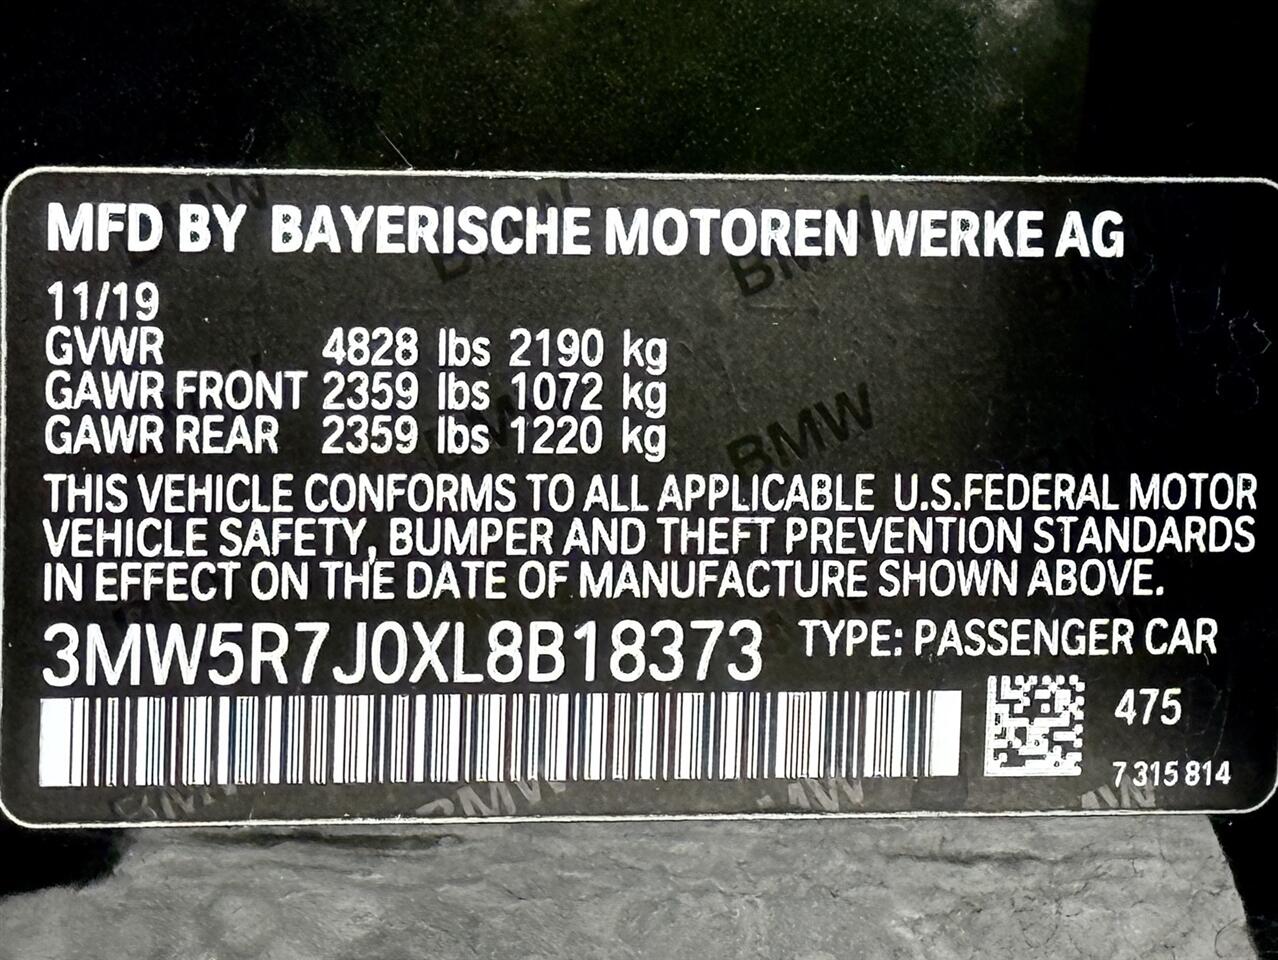 MFD BY BAYERISCHE MOTOREN WERKE AG
11/19
GVWR 4828 lbs 2190 kg
GAWR FRONT 2359 lbs 1072 kg
GAWR REAR 2359 lbs 1220 kg
THIS VEHICLE CONFORMS TO ALL APPLICABLE U.S.FEDERAL MOTOR
VEHICLE SAFETY, BUMPER AND THEFT PREVENTION STANDARDS
IN EFFECT ON THE DATE OF MANUFACTURE SHOWN ABOVE.
3MW5R7J0XL8B18373 TYPE: PASSENGER CAR
475
7 315 814